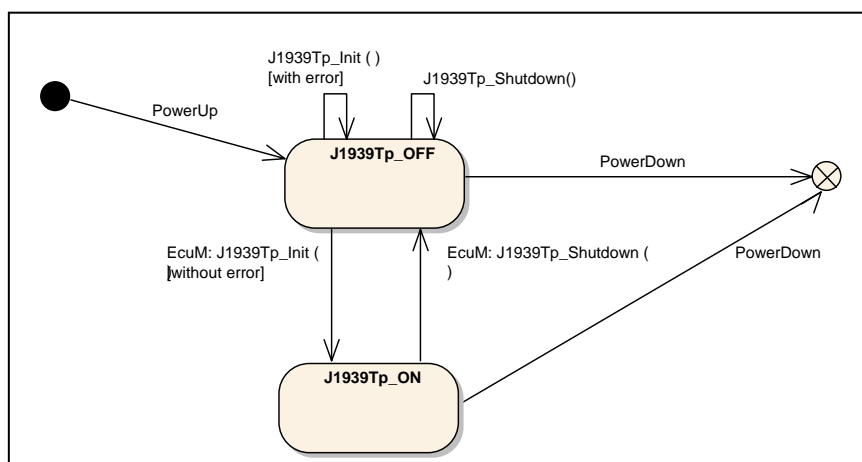 J1939Tp_Init ( )
[with error]
J1939Tp_Shutdown()
PowerUp
J1939Tp_OFF
PowerDown
EcuM: J1939Tp_Init (
)
[without error]
EcuM: J1939Tp_Shutdown (
)
PowerDown
J1939Tp_ON